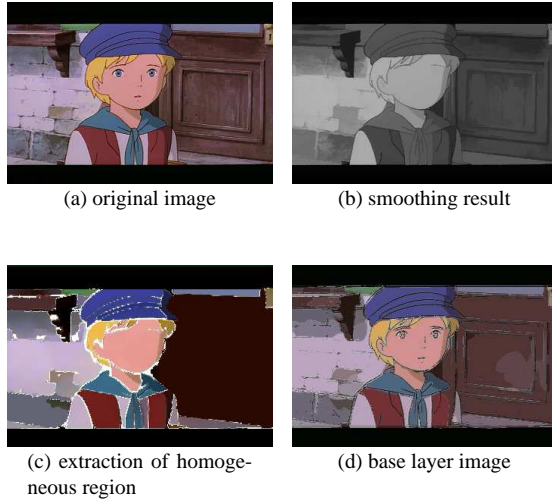 (a) original image
(b) smoothing result
(c) extraction of homoge-
neous region
(d) base layer image